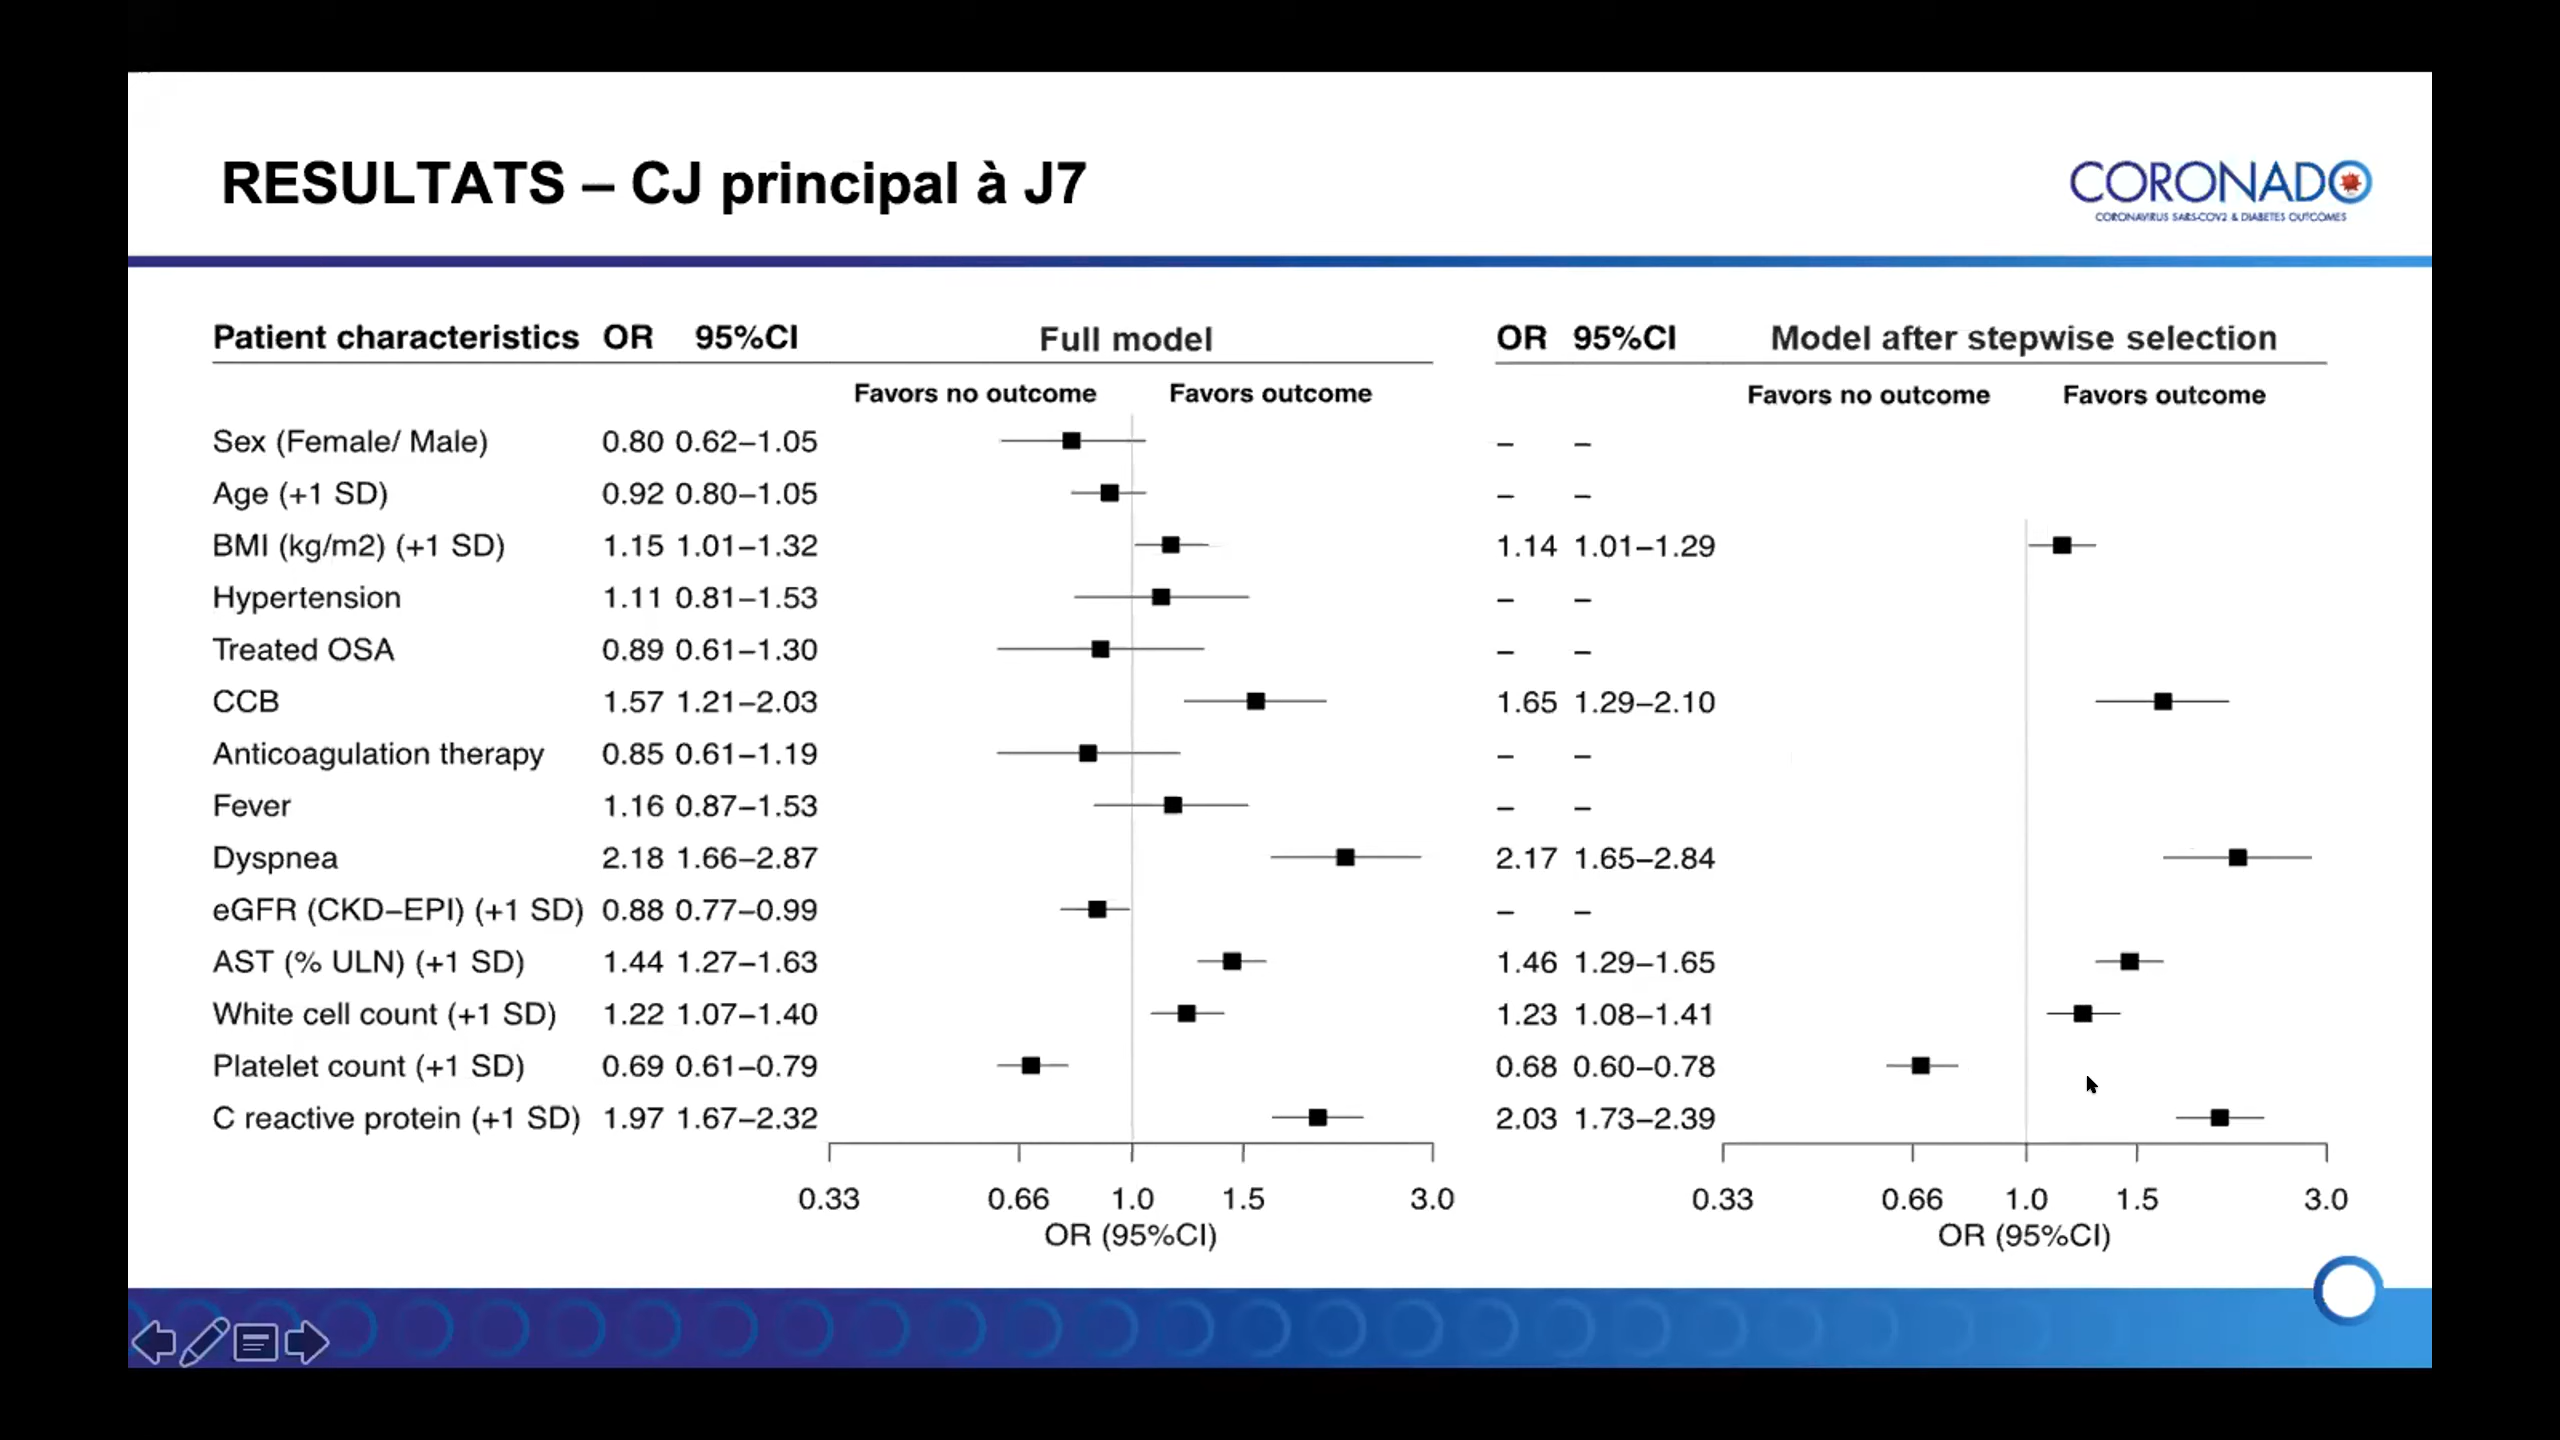 RESULTATS – CJ principal à J7
CORONADO
CORONAVIRUS SARS-COV2 & DIABETES OUTCOMES
Patient characteristics OR 95%CI Full model OR 95%CI Model after stepwise selection
Favors no outcome Favors outcome Favors no outcome Favors outcome
Sex (Female/ Male) 0.80 0.62–1.05 – –
Age (+1 SD) 0.92 0.80–1.05 – –
BMI (kg/m2) (+1 SD) 1.15 1.01–1.32 1.14 1.01–1.29
Hypertension 1.11 0.81–1.53 – –
Treated OSA 0.89 0.61–1.30 – –
CCB 1.57 1.21–2.03 1.65 1.29–2.10
Anticoagulation therapy 0.85 0.61–1.19 – –
Fever 1.16 0.87–1.53 – –
Dyspnea 2.18 1.66–2.87 2.17 1.65–2.84
eGFR (CKD–EPI) (+1 SD) 0.88 0.77–0.99 – –
AST (% ULN) (+1 SD) 1.44 1.27–1.63 1.46 1.29–1.65
White cell count (+1 SD) 1.22 1.07–1.40 1.23 1.08–1.41
Platelet count (+1 SD) 0.69 0.61–0.79 0.68 0.60–0.78
C reactive protein (+1 SD) 1.97 1.67–2.32 2.03 1.73–2.39
0.33 0.66 1.0 1.5 3.0 0.33 0.66 1.0 1.5 3.0
OR (95%CI) OR (95%CI)